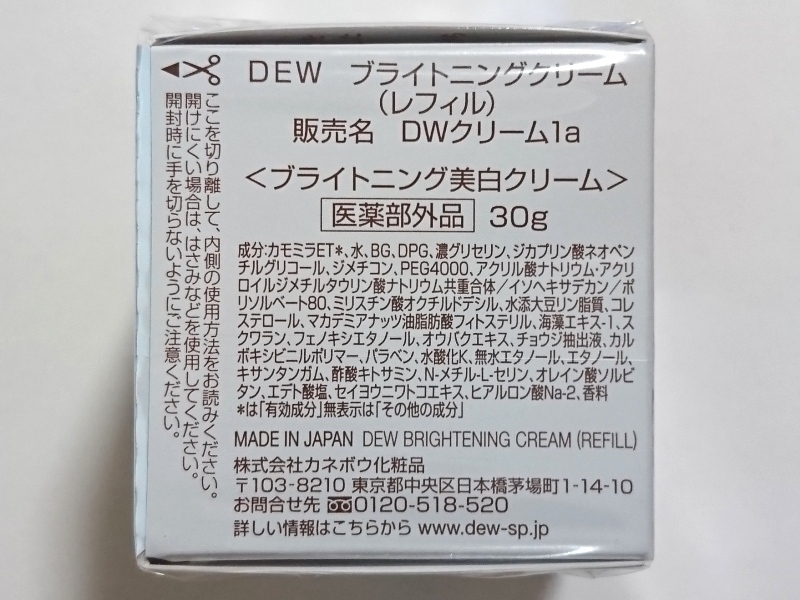 DEW ブライトニングクリーム
(レフィル)
販売名 DWクリーム1a
<ブライトニング美白クリーム>
医薬部外品 30g
成分:カモミラET*、水、BG、DPG、濃グリセリン、ジカプリン酸ネオペン
チルグリコール、ジメチコン、PEG4000、アクリル酸ナトリウム・アクリ
ロイルジメチルタウリン酸ナトリウム共重合体/イソヘキサデカン/ポ
リソルベート80、ミリスチン酸オクチルドデシル、水添大豆リン脂質、コレ
ステロール、マカデミアナッツ油脂肪酸フィトステリル、海藻エキス-1、ス
クワラン、フェノキシエタノール、オウバクエキス、チョウジ抽出液、カル
ボキシビニルポリマー、パラベン、水酸化K、無水エタノール、エタノール、
キサンタンガム、酢酸キトサミン、N-メチル-L-セリン、オレイン酸ソルビ
タン、エデト酸塩、セイヨウニワトコエキス、ヒアルロン酸Na-2、香料
*は「有効成分」無表示は「その他の成分」
MADE IN JAPAN DEW BRIGHTENING CREAM (REFILL)
株式会社カネボウ化粧品
〒103-8210 東京都中央区日本橋茅場町1-14-10
お問合せ先 0120-518-520
詳しい情報はこちらから www.dew-sp.jp
ここを切り離して、内側の使用方法をお読みください。
開けにくい場合は、はさみなどを使用してください。
開封時に手を切らないようにご注意ください。